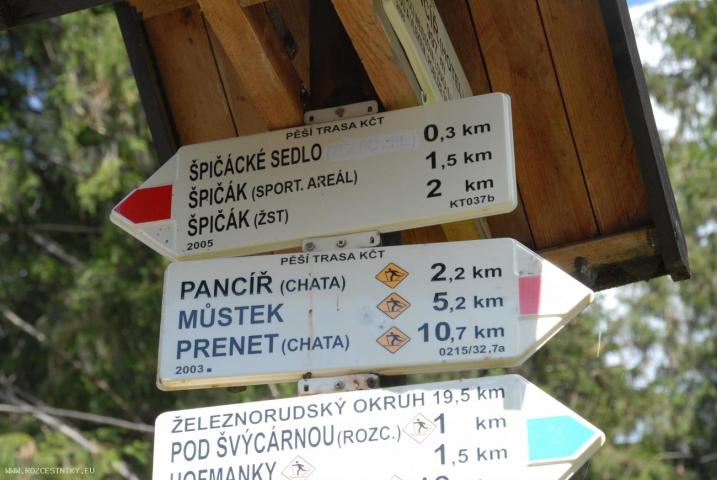 PĚŠÍ TRASA KČT
ŠPIČÁCKÉ SEDLO 0,3 km
ŠPIČÁK (SPORT. AREÁL) 1,5 km
ŠPIČÁK (ŽST) 2 km
2005 KT037b
PĚŠÍ TRASA KČT
PANCÍŘ (CHATA) 2,2 km
MŮSTEK 5,2 km
PRENET (CHATA) 10,7 km
2003 0215/32,7a
ŽELEZNORUDSKÝ OKRUH 19,5 km
POD ŠVÝCÁRNOU (ROZC.) 1 km
HOFMANKY 1,5 km
WWW.ROZCESTNIKY.EU